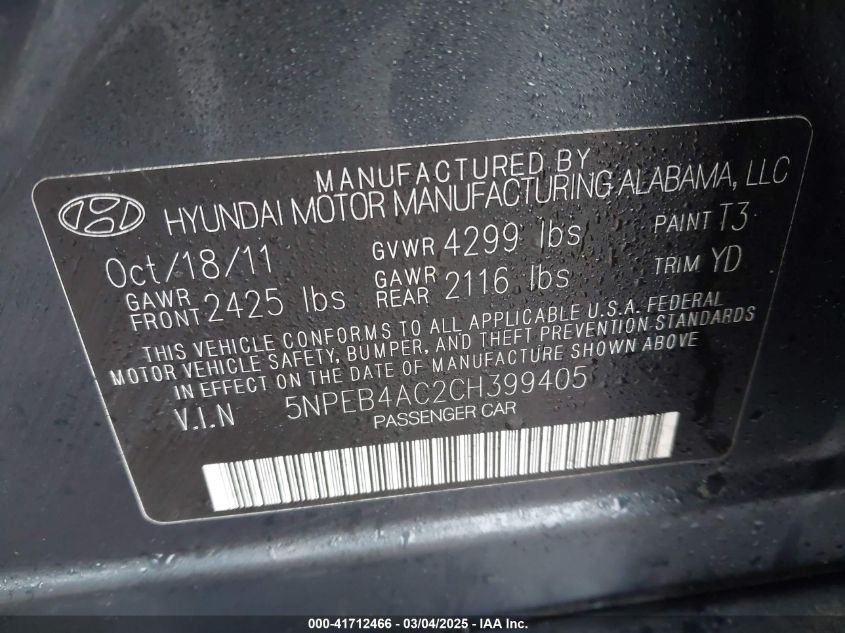 MANUFACTURED BY
HYUNDAI MOTOR MANUFACTURING ALABAMA, LLC
Oct/18/11 GVWR 4299 lbs PAINT T3
GAWR FRONT 2425 lbs GAWR REAR 2116 lbs TRIM YD
THIS VEHICLE CONFORMS TO ALL APPLICABLE U.S.A. FEDERAL
MOTOR VEHICLE SAFETY, BUMPER, AND THEFT PREVENTION STANDARDS
IN EFFECT ON THE DATE OF MANUFACTURE SHOWN ABOVE
V.I.N 5NPEB4AC2CH399405
PASSENGER CAR
000-41712466 - 03/04/2025 - IAA Inc.